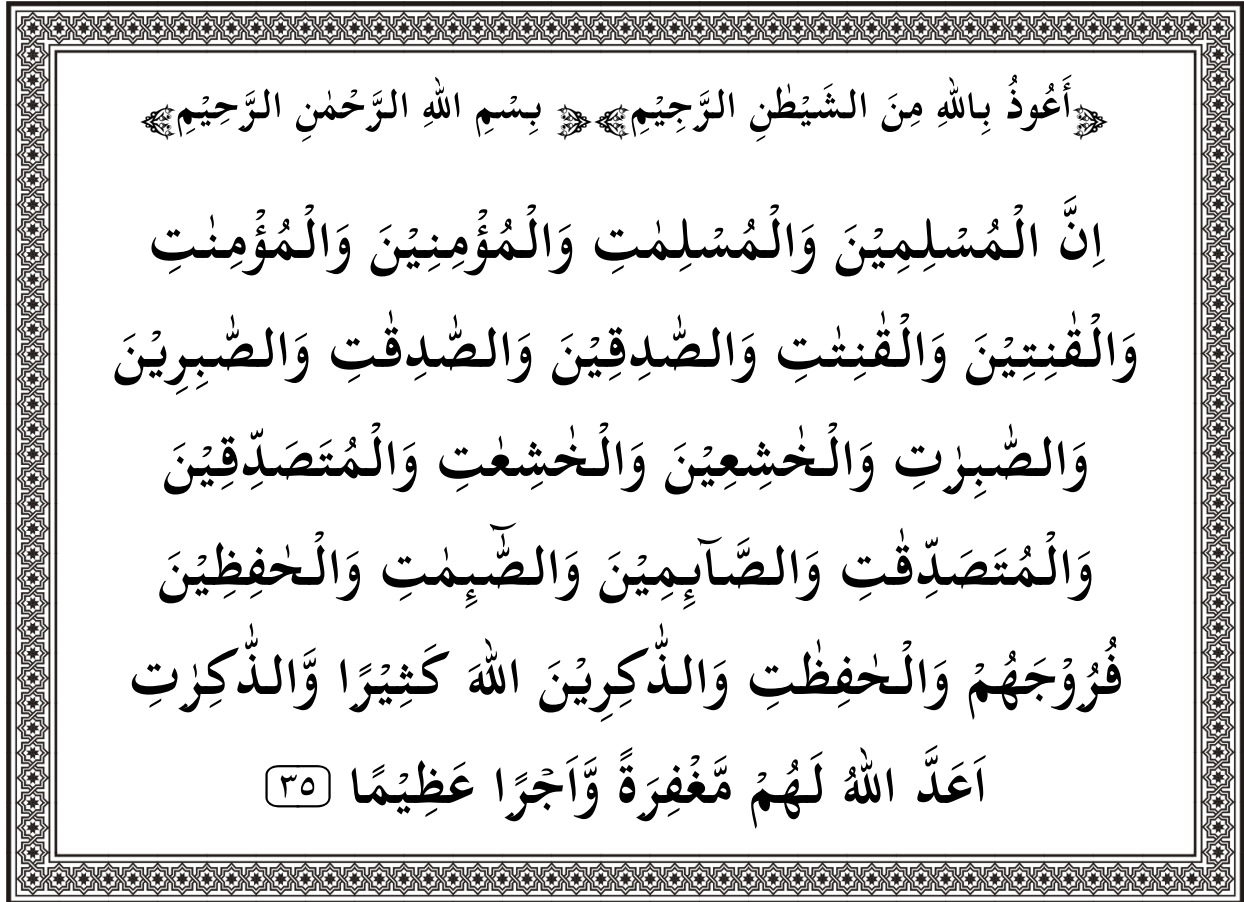 أَعُوذُ بِاللّٰهِ مِنَ الشَّيْطٰنِ الرَّجِيْمِ بِسْمِ اللّٰهِ الرَّحْمٰنِ الرَّحِيْمِ
اِنَّ الْمُسْلِمِيْنَ وَالْمُسْلِمٰتِ وَالْمُؤْمِنِيْنَ وَالْمُؤْمِنٰتِ
وَالْقٰنِتِيْنَ وَالْقٰنِتٰتِ وَالصّٰدِقِيْنَ وَالصّٰدِقٰتِ وَالصّٰبِرِيْنَ
وَالصّٰبِرٰتِ وَالْخٰشِعِيْنَ وَالْخٰشِعٰتِ وَالْمُتَصَدِّقِيْنَ
وَالْمُتَصَدِّقٰتِ وَالصَّآىِٕمِيْنَ وَالصّٰٓىِٕمٰتِ وَالْحٰفِظِيْنَ
فُرُوْجَهُمْ وَالْحٰفِظٰتِ وَالذّٰكِرِيْنَ اللّٰهَ كَثِيْرًا وَّالذّٰكِرٰتِ
اَعَدَّ اللّٰهُ لَهُمْ مَّغْفِرَةً وَّاَجْرًا عَظِيْمًا ٣٥